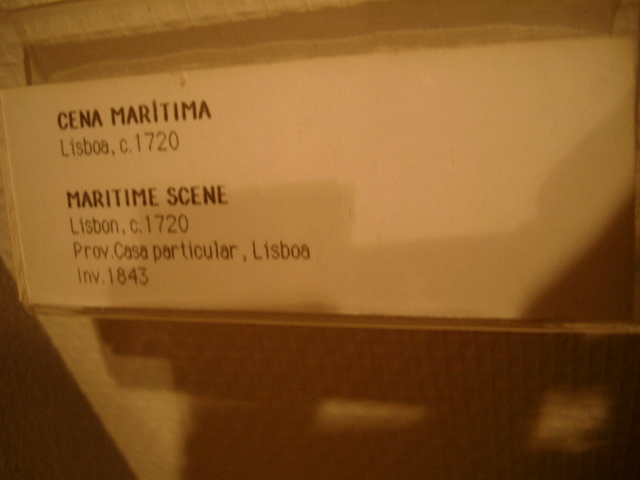 CENA MARÍTIMA
Lisboa, c.1720
MARITIME SCENE
Lisbon, c.1720
Prov. Casa particular, Lisboa
Inv. 1843